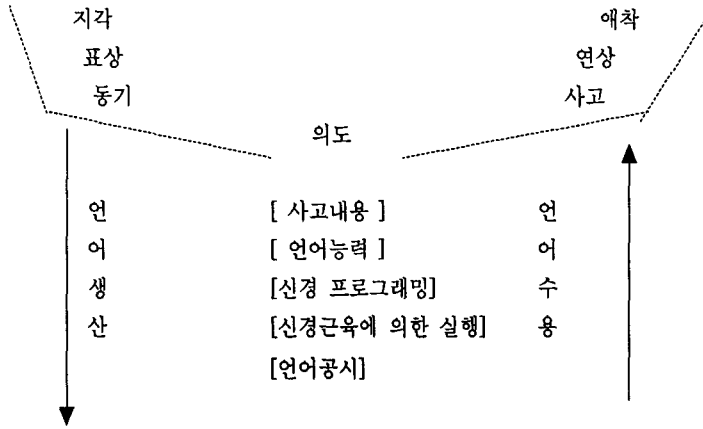 지각 애착
표상 연상
동기 사고
의도
언 [ 사고내용 ] 언
어 [ 언어능력 ] 어
생 [신경 프로그래밍] 수
산 [신경근육에 의한 실행] 용
[언어공시]